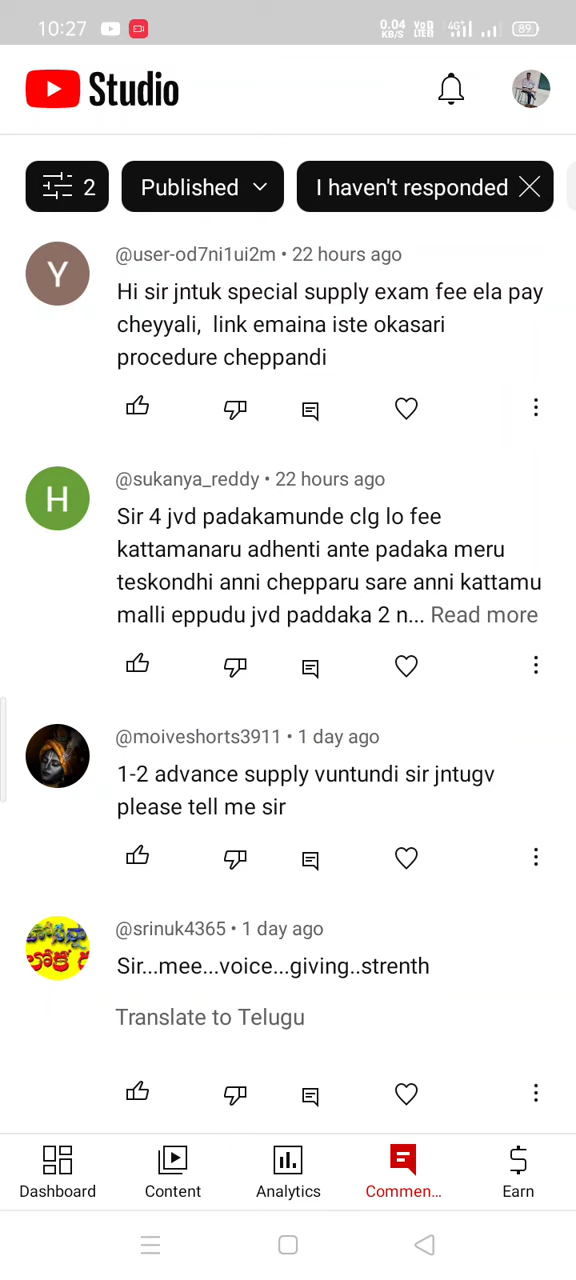 10:27 0.04 KB/S VoD LTE 4G 89
Studio
2 Published I haven't responded
Y @user-od7ni1ui2m • 22 hours ago
Hi sir jntuk special supply exam fee ela pay
cheyyali, link emaina iste okasari
procedure cheppandi
H @sukanya_reddy • 22 hours ago
Sir 4 jvd padakamunde clg lo fee
kattamanaru adhenti ante padaka meru
teskondhi anni chepparu sare anni kattamu
malli eppudu jvd paddaka 2 n... Read more
@moiveshorts3911 • 1 day ago
1-2 advance supply vuntundi sir jntugv
please tell me sir
@srinuk4365 • 1 day ago
Sir...mee...voice...giving..strenth
Translate to Telugu
Dashboard Content Analytics Commen... Earn